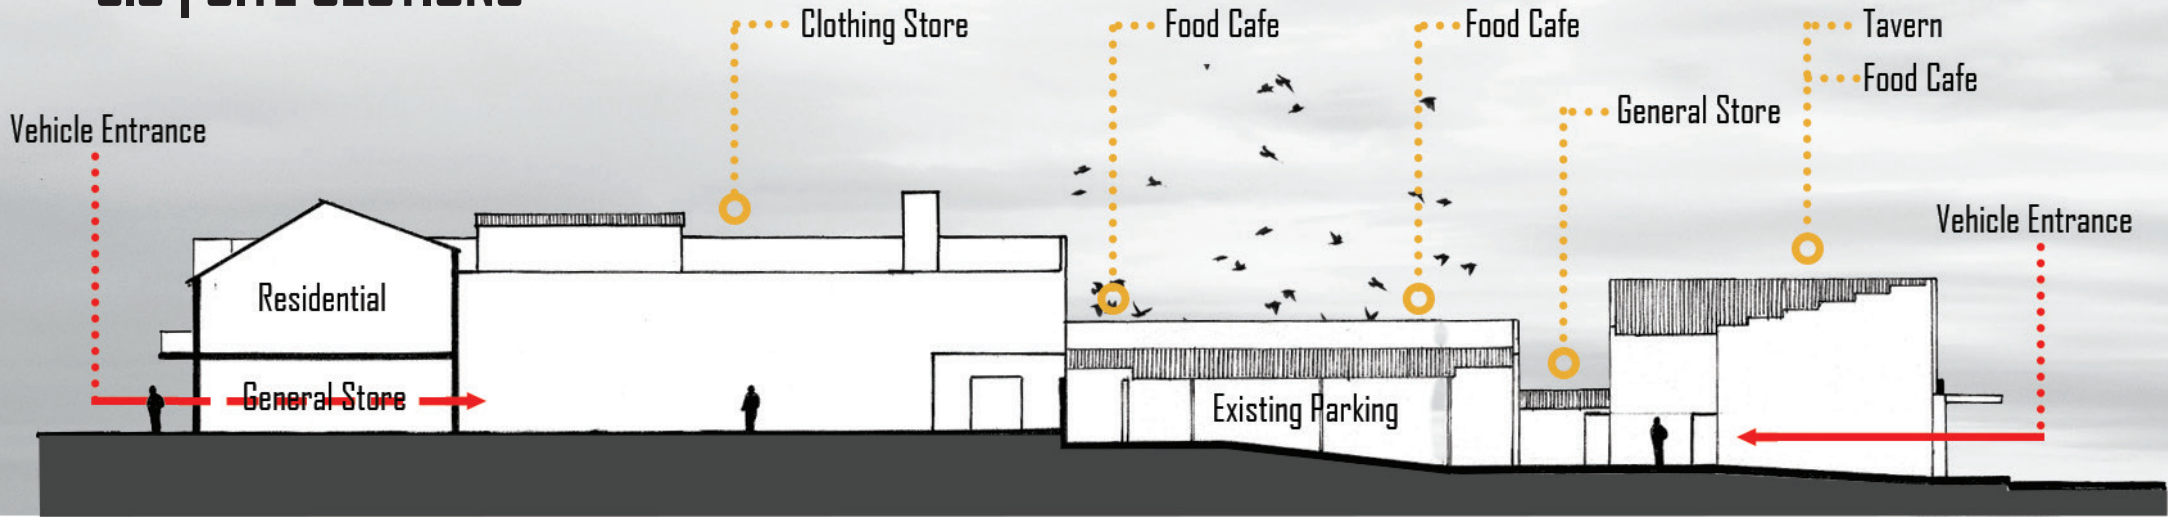 Clothing Store
Food Cafe
Food Cafe
Tavern
Food Cafe
General Store
Vehicle Entrance
Vehicle Entrance
Residential
General Store
Existing Parking